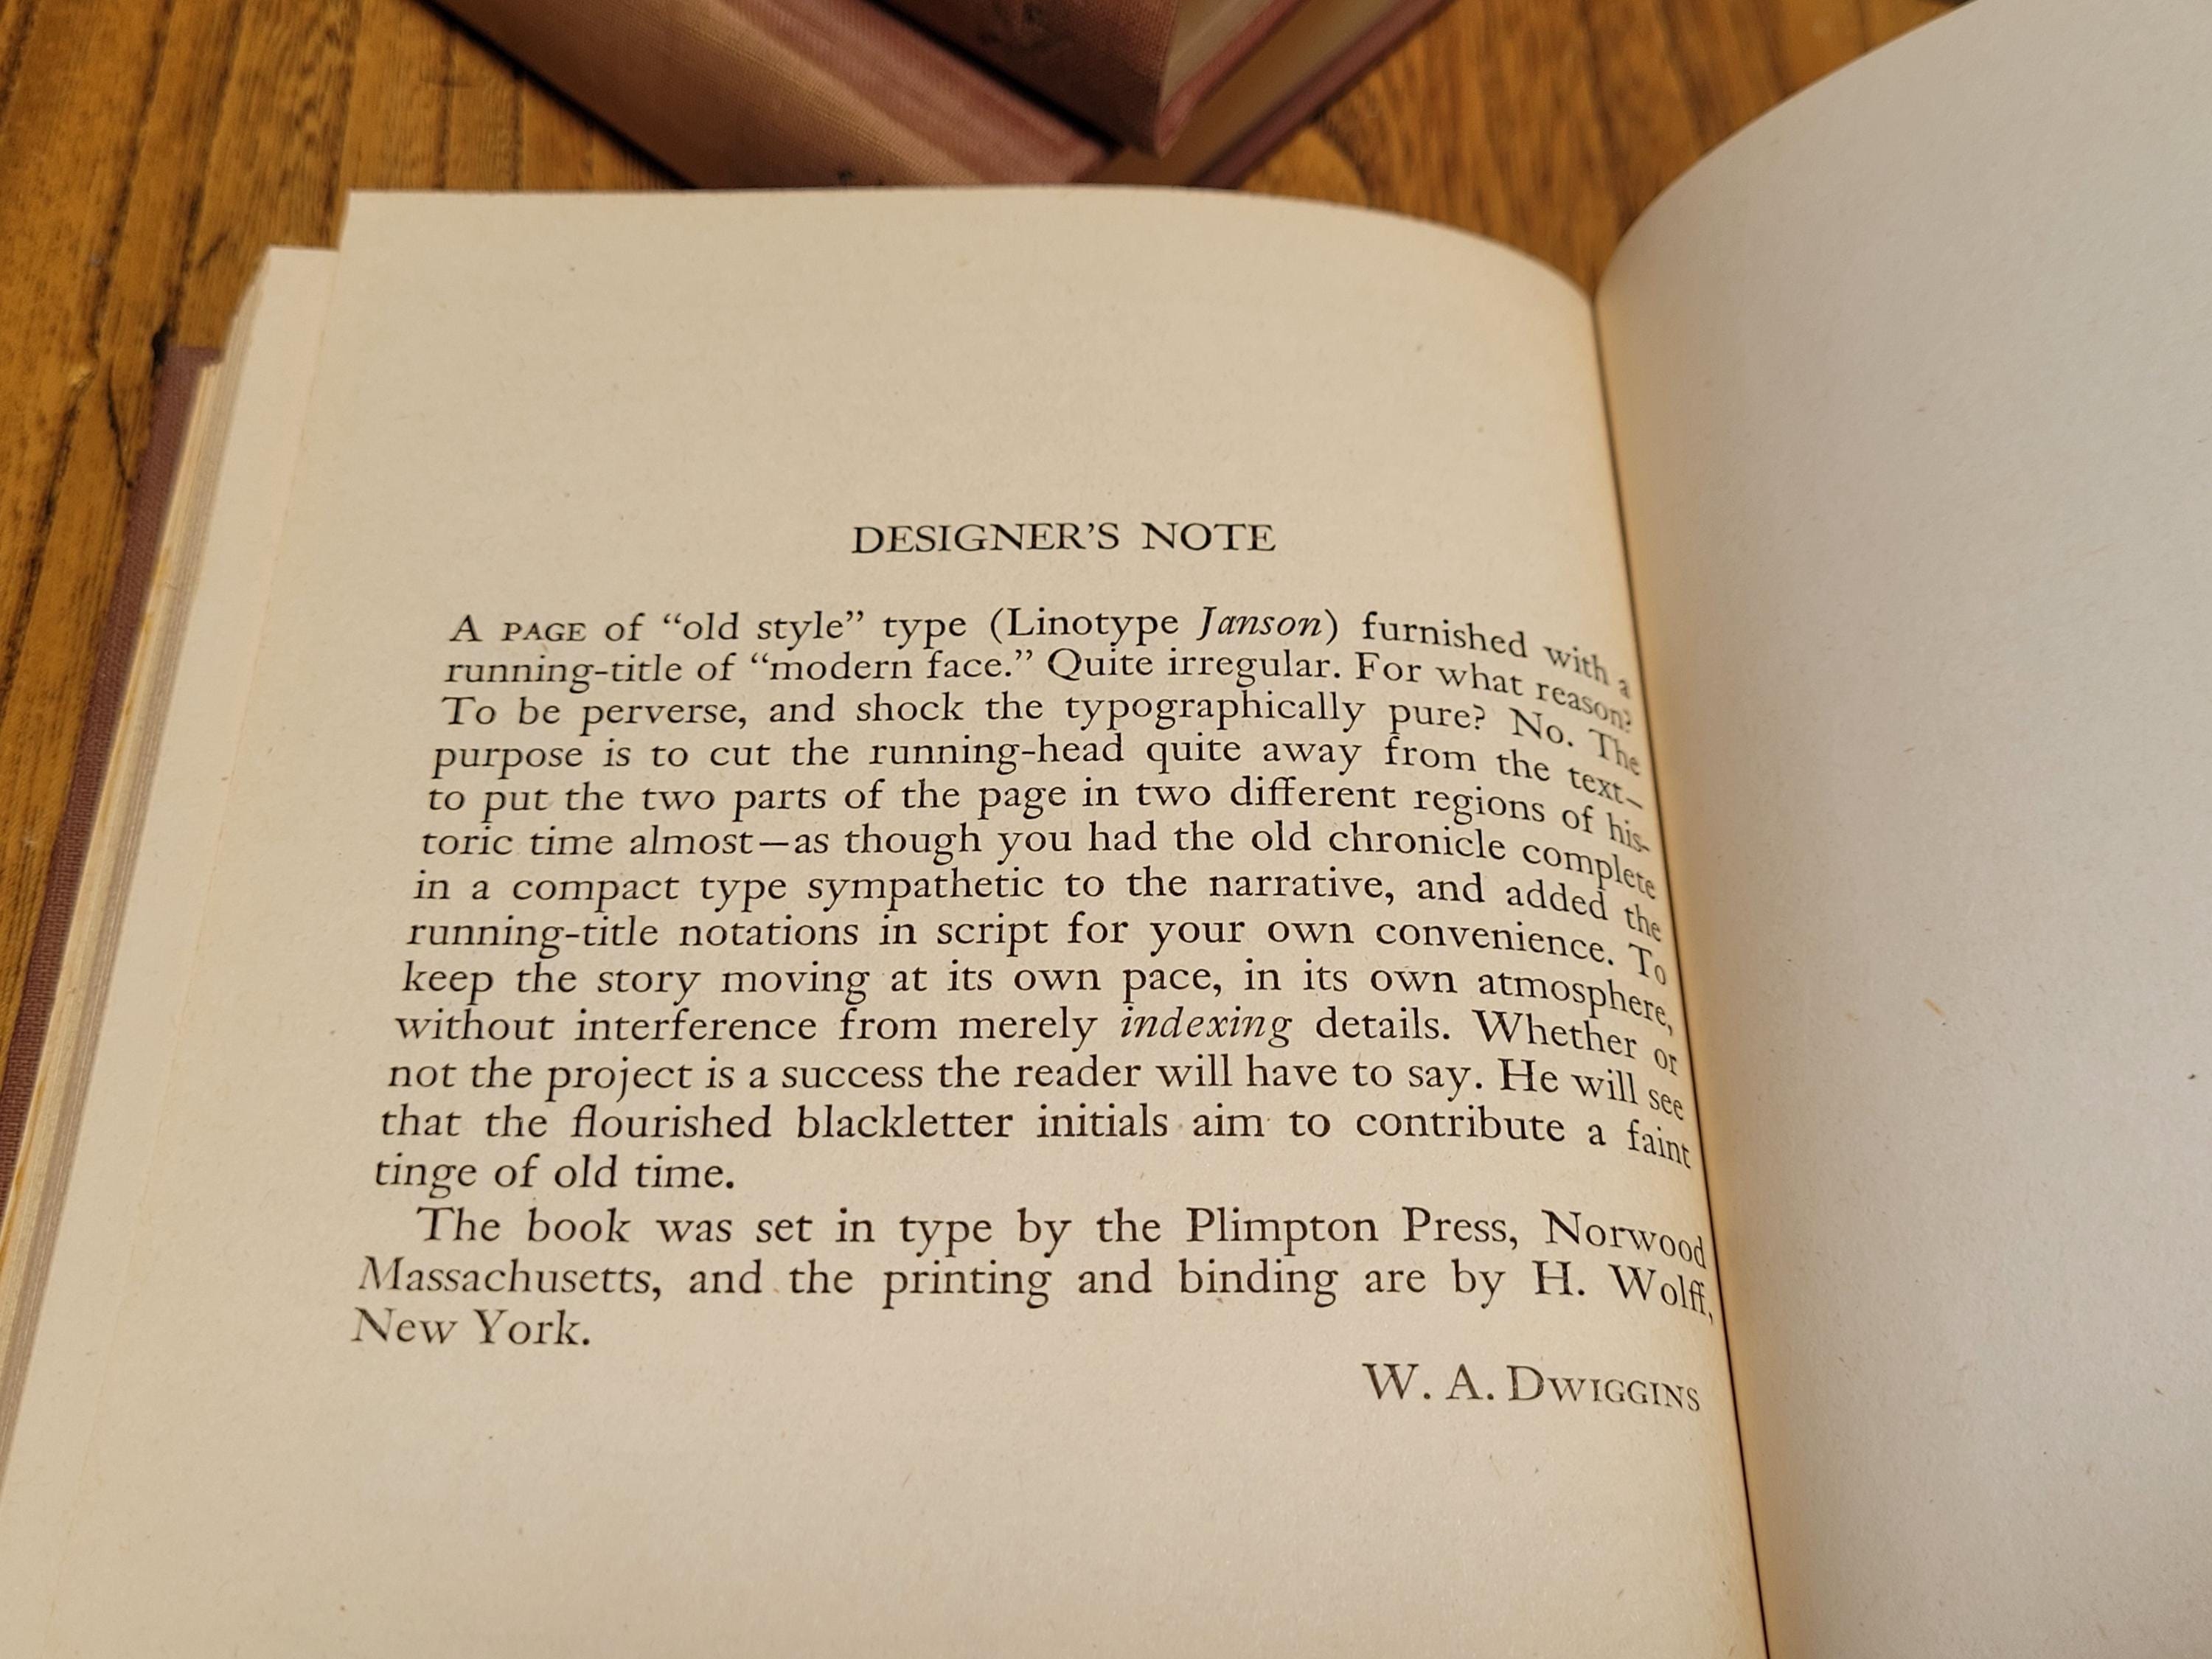 DESIGNER’S NOTE
A PAGE of “old style” type (Linotype Janson) furnished with a
running-title of “modern face.” Quite irregular. For what reason?
To be perverse, and shock the typographically pure? No. The
purpose is to cut the running-head quite away from the text—
to put the two parts of the page in two different regions of his-
toric time almost—as though you had the old chronicle complete
in a compact type sympathetic to the narrative, and added the
running-title notations in script for your own convenience. To
keep the story moving at its own pace, in its own atmosphere,
without interference from merely indexing details. Whether or
not the project is a success the reader will have to say. He will see
that the flourished blackletter initials aim to contribute a faint
tinge of old time.
The book was set in type by the Plimpton Press, Norwood
Massachusetts, and the printing and binding are by H. Wolff,
New York.
W. A. DWIGGINS